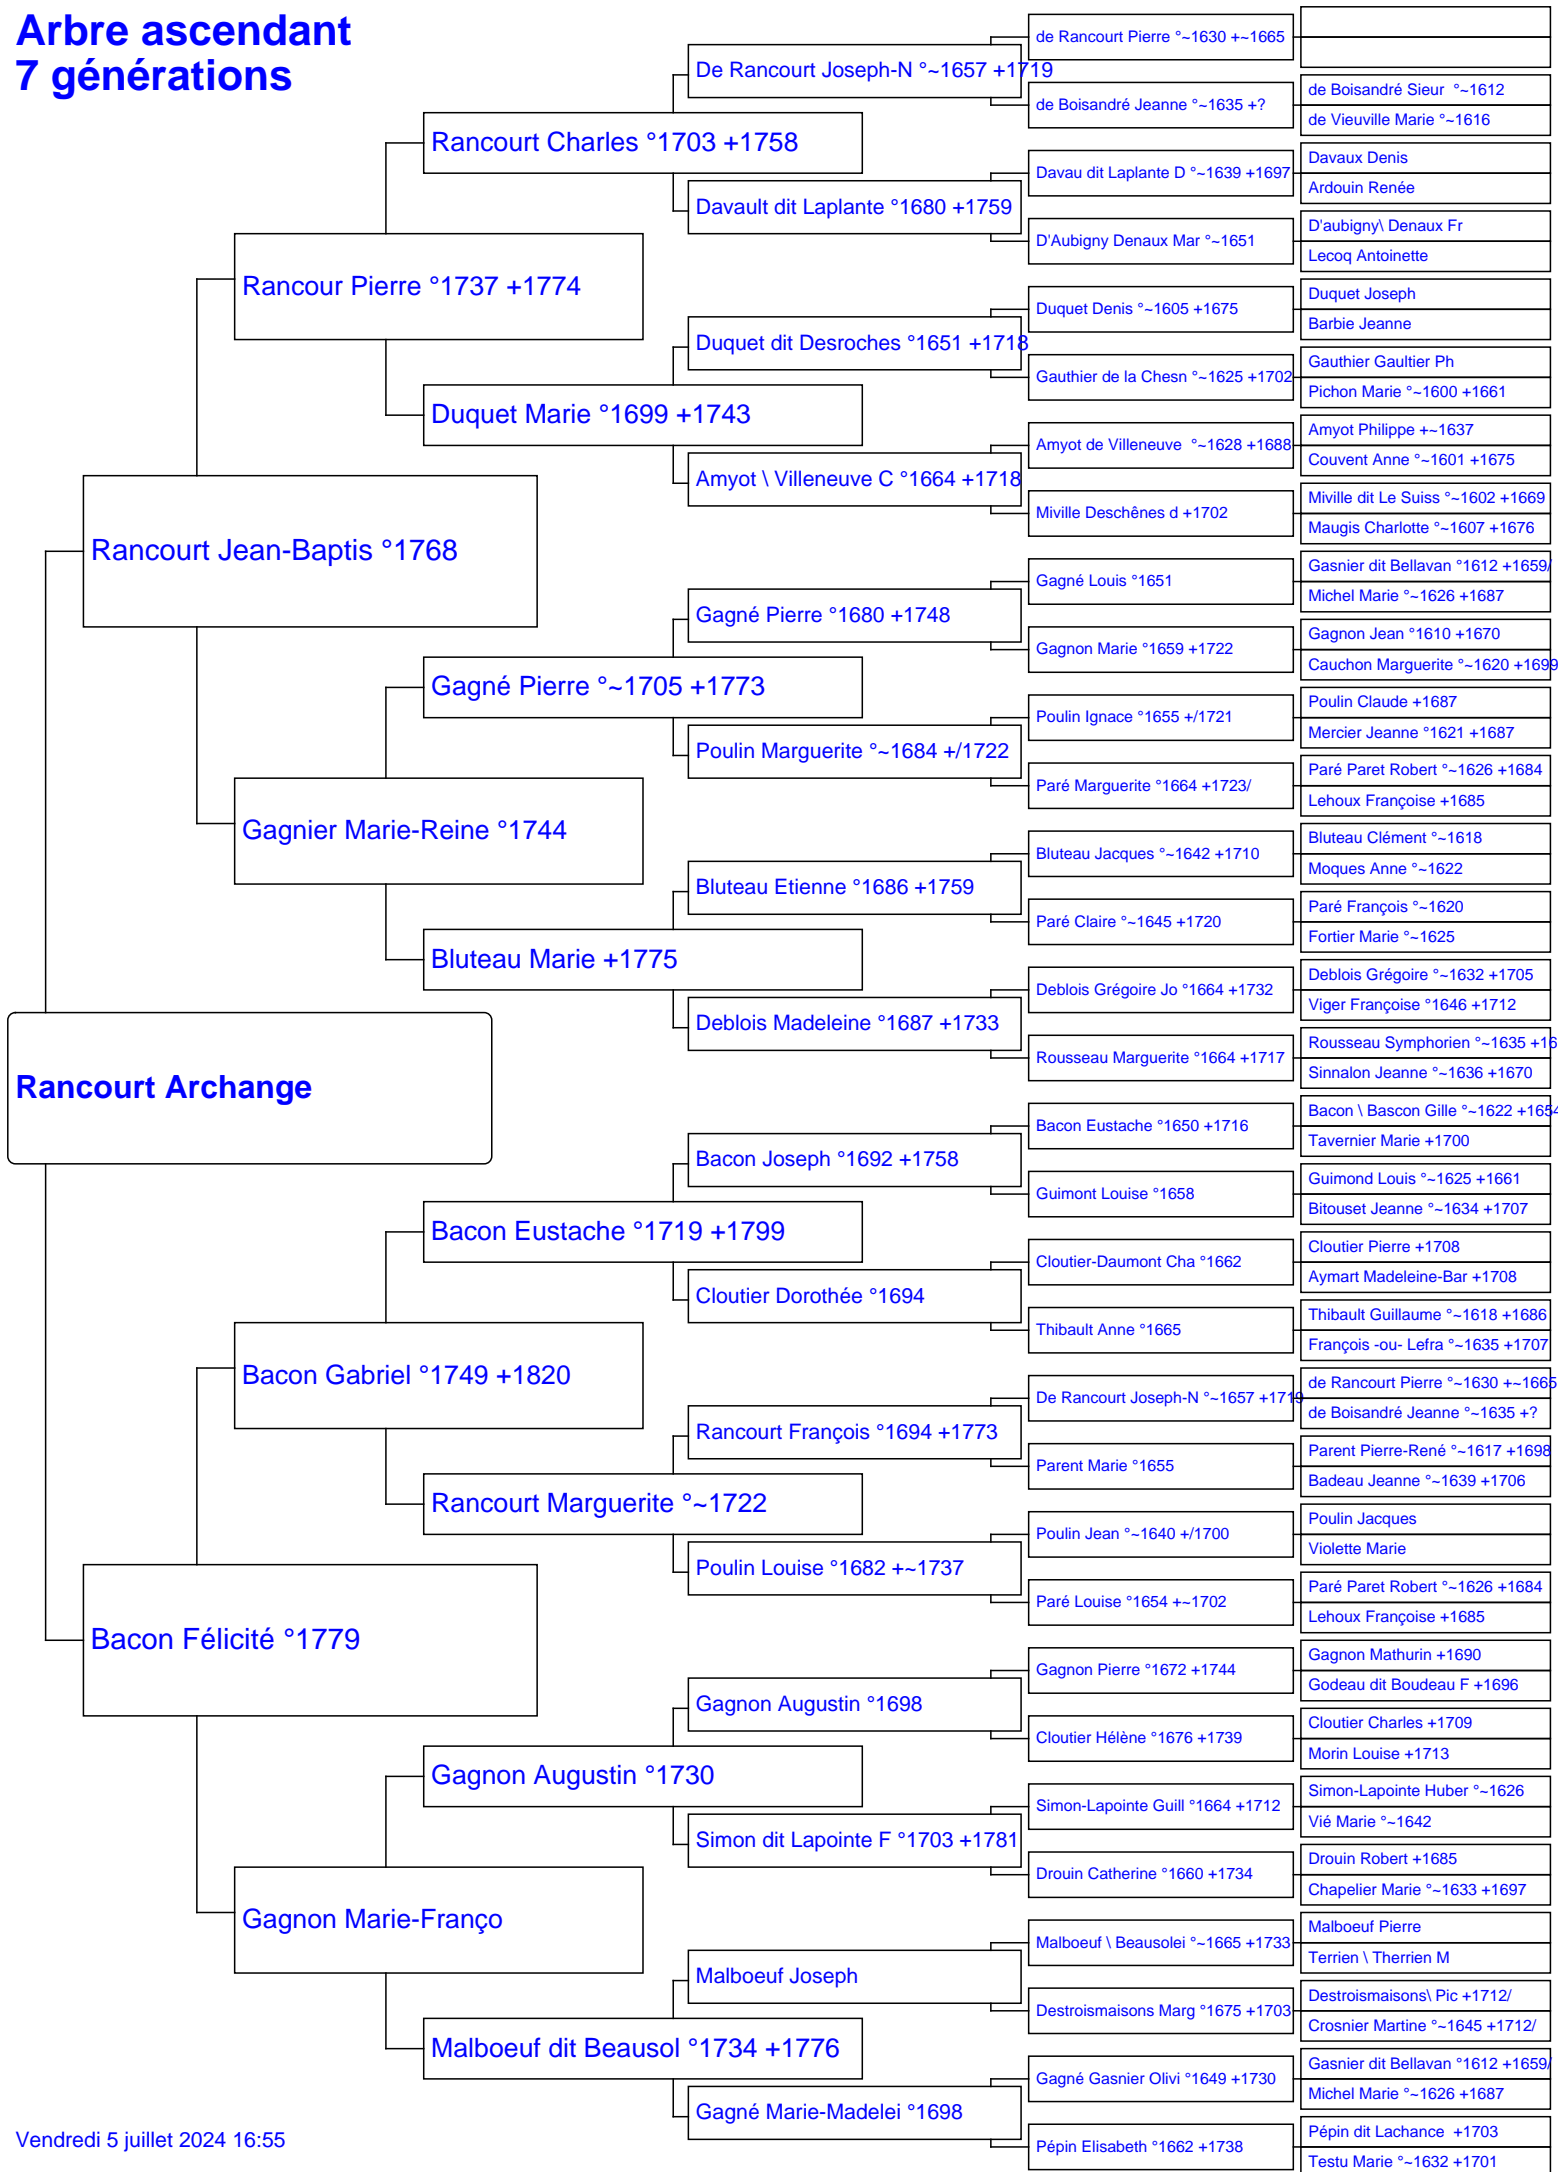 Arbre ascendant
7 générations
Rancourt Archange
Rancourt Jean-Baptis °1768
Bacon Félicité °1779
Rancour Pierre °1737 +1774
Gagnier Marie-Reine °1744
Bacon Gabriel °1749 +1820
Gagnon Marie-Franço
Rancourt Charles °1703 +1758
Duquet Marie °1699 +1743
Gagné Pierre °~1705 +1773
Bluteau Marie +1775
Bacon Eustache °1719 +1799
Rancourt Marguerite °~1722
Gagnon Augustin °1730
Malboeuf dit Beausol °1734 +1776
De Rancourt Joseph-N °~1657 +1719
Davault dit Laplante °1680 +1759
Duquet dit Desroches °1651 +1718
Amyot \ Villeneuve C °1664 +1718
Gagné Pierre °1680 +1748
Poulin Marguerite °~1684 +/1722
Bluteau Etienne °1686 +1759
Deblois Madeleine °1687 +1733
Bacon Joseph °1692 +1758
Cloutier Dorothée °1694
Rancourt François °1694 +1773
Poulin Louise °1682 +~1737
Gagnon Augustin °1698
Simon dit Lapointe F °1703 +1781
Malboeuf Joseph
Gagné Marie-Madelei °1698
de Rancourt Pierre °~1630 +~1665
de Boisandré Jeanne °~1635 +?
Davau dit Laplante D °~1639 +1697
D'Aubigny Denaux Mar °~1651
Duquet Denis °~1605 +1675
Gauthier de la Chesn °~1625 +1702
Amyot de Villeneuve °~1628 +1688
Miville Deschênes d +1702
Gagné Louis °1651
Gagnon Marie °1659 +1722
Poulin Ignace °1655 +/1721
Paré Marguerite °1664 +1723/
Bluteau Jacques °~1642 +1710
Paré Claire °~1645 +1720
Deblois Grégoire Jo °1664 +1732
Rousseau Marguerite °1664 +1717
Bacon Eustache °1650 +1716
Guimont Louise °1658
Cloutier-Daumont Cha °1662
Thibault Anne °1665
De Rancourt Joseph-N °~1657 +1719
Parent Marie °1655
Poulin Jean °~1640 +/1700
Paré Louise °1654 +~1702
Gagnon Pierre °1672 +1744
Cloutier Hélène °1676 +1739
Simon-Lapointe Guill °1664 +1712
Drouin Catherine °1660 +1734
Malboeuf \ Beausolei °~1665 +1733
Destroismaisons Marg °1675 +1703
Gagné Gasnier Olivi °1649 +1730
Pépin Elisabeth °1662 +1738
de Boisandré Sieur °~1612
de Vieuville Marie °~1616
Davaux Denis
Ardouin Renée
D'aubigny\ Denaux Fr
Lecoq Antoinette
Duquet Joseph
Barbie Jeanne
Gauthier Gaultier Ph
Pichon Marie °~1600 +1661
Amyot Philippe +~1637
Couvent Anne °~1601 +1675
Miville dit Le Suiss °~1602 +1669
Maugis Charlotte °~1607 +1676
Gasnier dit Bellavan °1612 +1659/
Michel Marie °~1626 +1687
Gagnon Jean °1610 +1670
Cauchon Marguerite °~1620 +1699
Poulin Claude +1687
Mercier Jeanne °1621 +1687
Paré Paret Robert °~1626 +1684
Lehoux Françoise +1685
Bluteau Clément °~1618
Moques Anne °~1622
Paré François °~1620
Fortier Marie °~1625
Deblois Grégoire °~1632 +1705
Viger Françoise °1646 +1712
Rousseau Symphorien °~1635 +16
Sinnalon Jeanne °~1636 +1670
Bacon \ Bascon Gille °~1622 +1654
Tavernier Marie +1700
Guimond Louis °~1625 +1661
Bitouset Jeanne °~1634 +1707
Cloutier Pierre +1708
Aymart Madeleine-Bar +1708
Thibault Guillaume °~1618 +1686
François -ou- Lefra °~1635 +1707
de Rancourt Pierre °~1630 +~1665
de Boisandré Jeanne °~1635 +?
Parent Pierre-René °~1617 +1698
Badeau Jeanne °~1639 +1706
Poulin Jacques
Violette Marie
Paré Paret Robert °~1626 +1684
Lehoux Françoise +1685
Gagnon Mathurin +1690
Godeau dit Boudeau F +1696
Cloutier Charles +1709
Morin Louise +1713
Simon-Lapointe Huber °~1626
Vié Marie °~1642
Drouin Robert +1685
Chapelier Marie °~1633 +1697
Malboeuf Pierre
Terrien \ Therrien M
Destroismaisons\ Pic +1712/
Crosnier Martine °~1645 +1712/
Gasnier dit Bellavan °1612 +1659/
Michel Marie °~1626 +1687
Pépin dit Lachance +1703
Testu Marie °~1632 +1701
Vendredi 5 juillet 2024 16:55